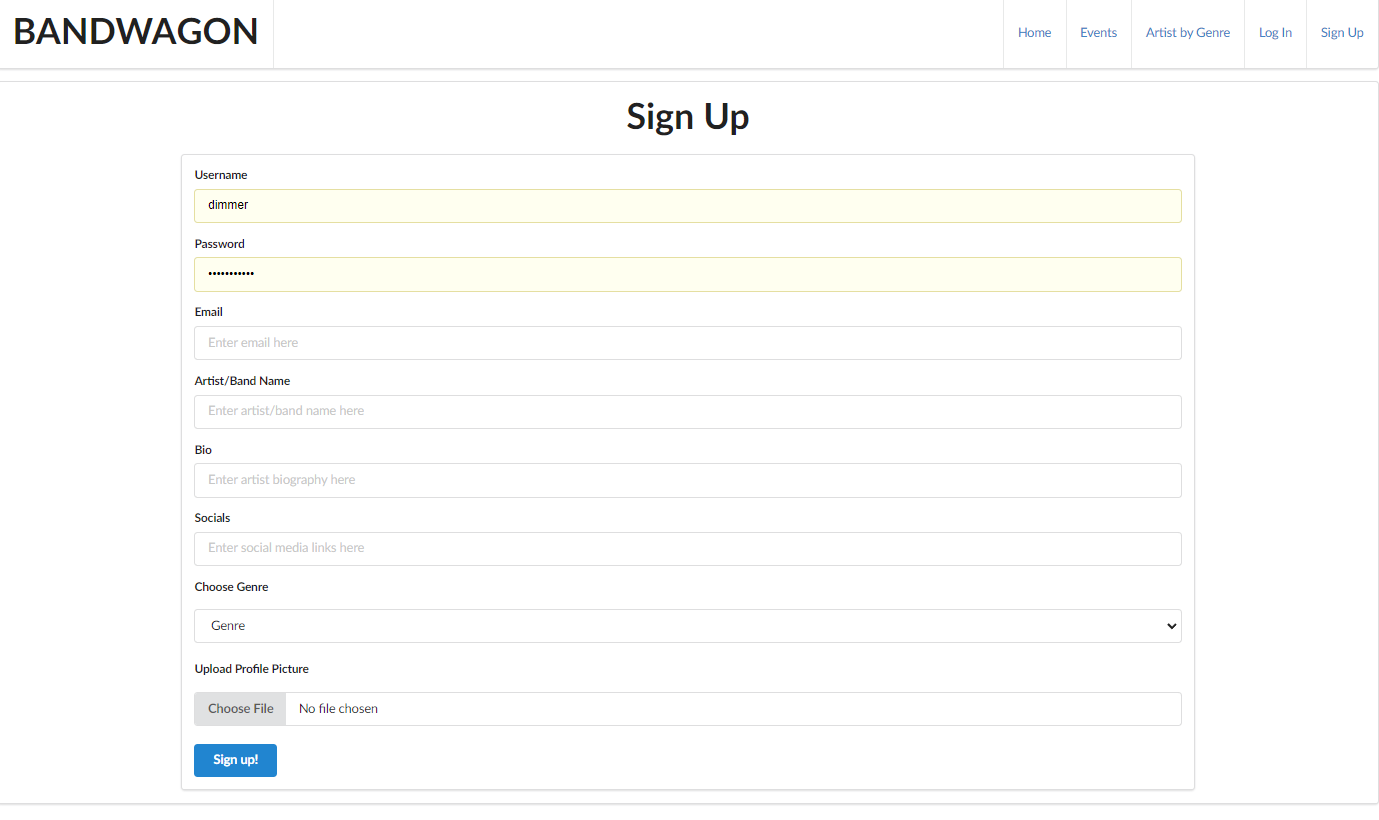 BANDWAGON
Home Events Artist by Genre Log In Sign Up
Sign Up
Username
dimmer
Password
•••••••••••
Email
Enter email here
Artist/Band Name
Enter artist/band name here
Bio
Enter artist biography here
Socials
Enter social media links here
Choose Genre
Genre
Upload Profile Picture
Choose File No file chosen
Sign up!